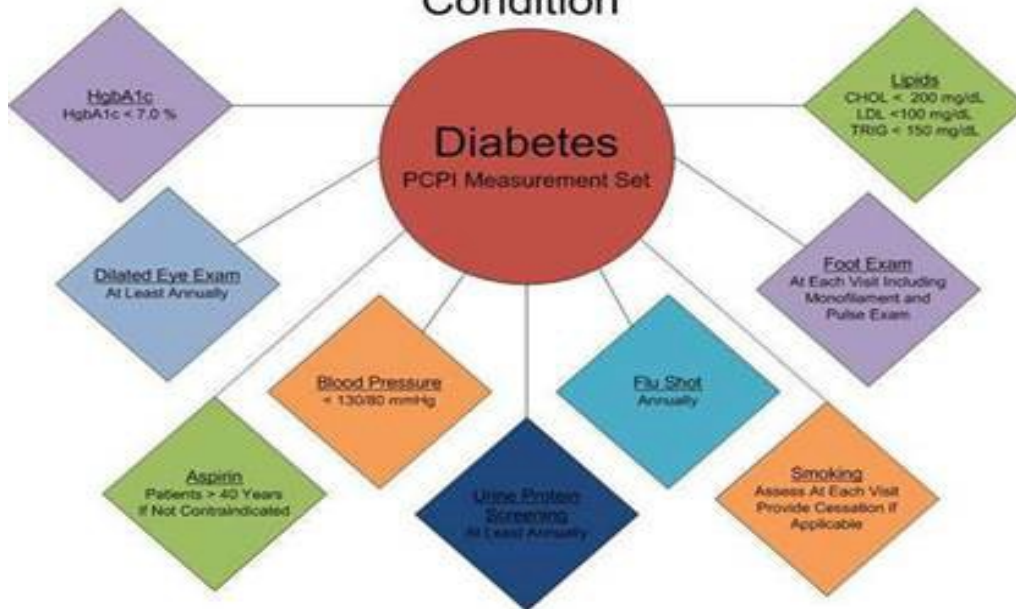 Condition
Diabetes
PCPI Measurement Set
HgbA1c
HgbA1c < 7.0 %
Lipids
CHOL < 200 mg/dL
LDL <100 mg/dL
TRIG < 150 mg/dL
Dilated Eye Exam
At Least Annually
Foot Exam
At Each Visit Including
Monofilament and
Pulse Exam
Blood Pressure
< 130/80 mmHg
Flu Shot
Annually
Aspirin
Patients > 40 Years
If Not Contraindicated
Urine Protein
Screening
At Least Annually
Smoking
Assess At Each Visit
Provide Cessation if
Applicable